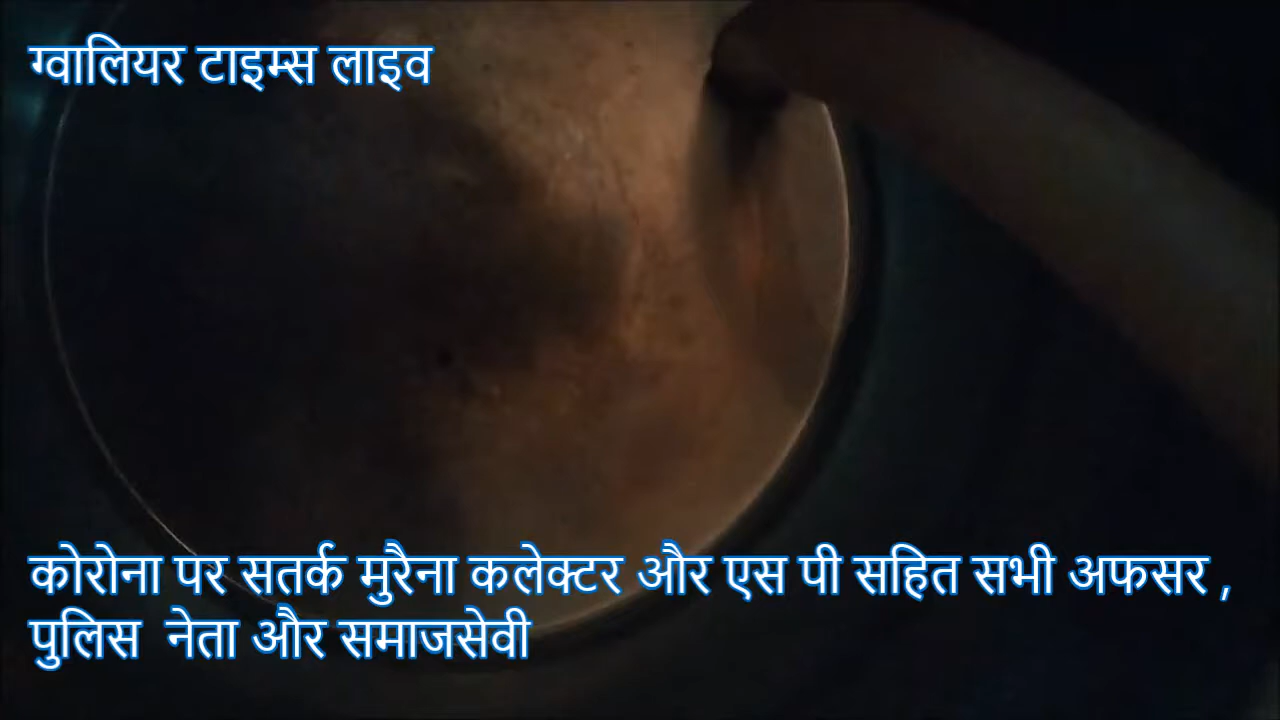 ग्वालियर टाइम्स लाइव
कोरोना पर सतर्क मुरैना कलेक्टर और एस पी सहित सभी अफसर ,
पुलिस  नेता और समाजसेवी